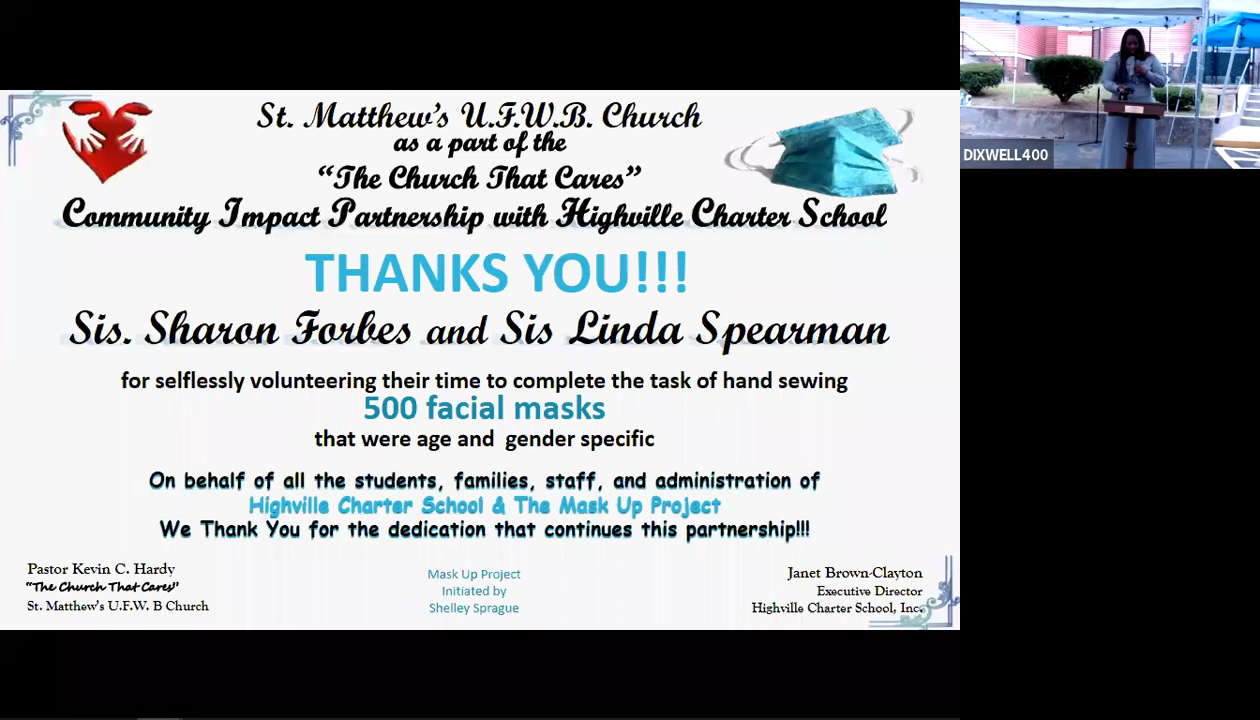 St. Matthew's U.F.W.B. Church
as a part of the
"The Church That Cares"
Community Impact Partnership with Highville Charter School
THANKS YOU!!!
Sis. Sharon Forbes and Sis Linda Spearman
for selflessly volunteering their time to complete the task of hand sewing
500 facial masks
that were age and gender specific
On behalf of all the students, families, staff, and administration of
Highville Charter School & The Mask Up Project
We Thank You for the dedication that continues this partnership!!!
Pastor Kevin C. Hardy
"The Church That Cares"
St. Matthew's U.F.W. B Church
Mask Up Project
Initiated by
Shelley Sprague
Janet Brown-Clayton
Executive Director
Highville Charter School, Inc.
DIXWELL400